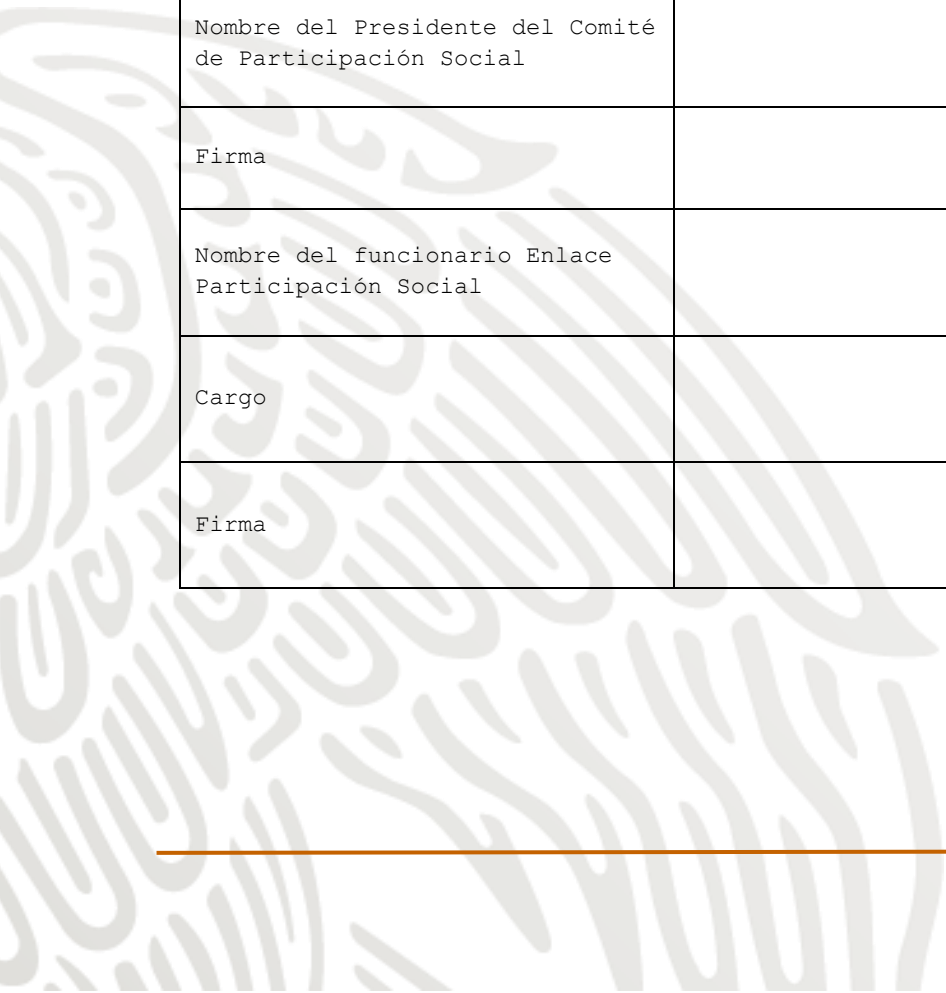 Nombre del Presidente del Comité
de Participación Social
Firma
Nombre del funcionario Enlace
Participación Social
Cargo
Firma